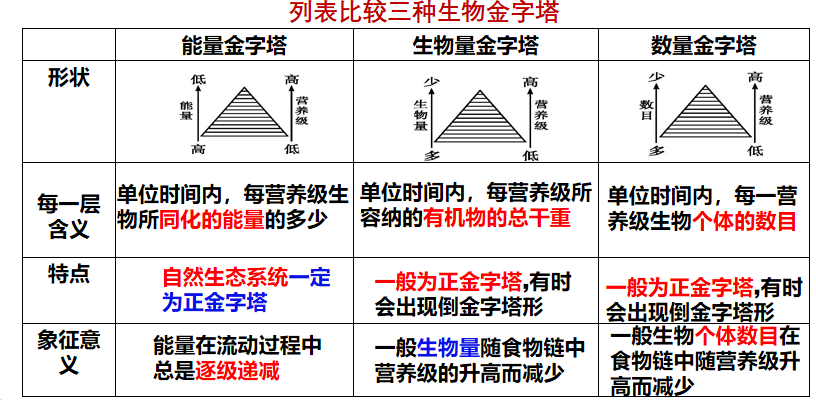 列表比较三种生物金字塔
能量金字塔
生物量金字塔
数量金字塔
形状
低
能量
高
高
营养级
低
少
生物量
多
高
营养级
低
少
数目
多
高
营养级
低
每一层
含义
单位时间内，每营养级生
物所同化的能量的多少
单位时间内，每营养级所
容纳的有机物的总干重
单位时间内，每一营
养级生物个体的数目
特点
自然生态系统一定
为正金字塔
一般为正金字塔,有时
会出现倒金字塔形
一般为正金字塔,有时
会出现倒金字塔形
象征意
义
能量在流动过程中
总是逐级递减
一般生物量随食物链中
营养级的升高而减少
一般生物个体数目在
食物链中随营养级升
高而减少